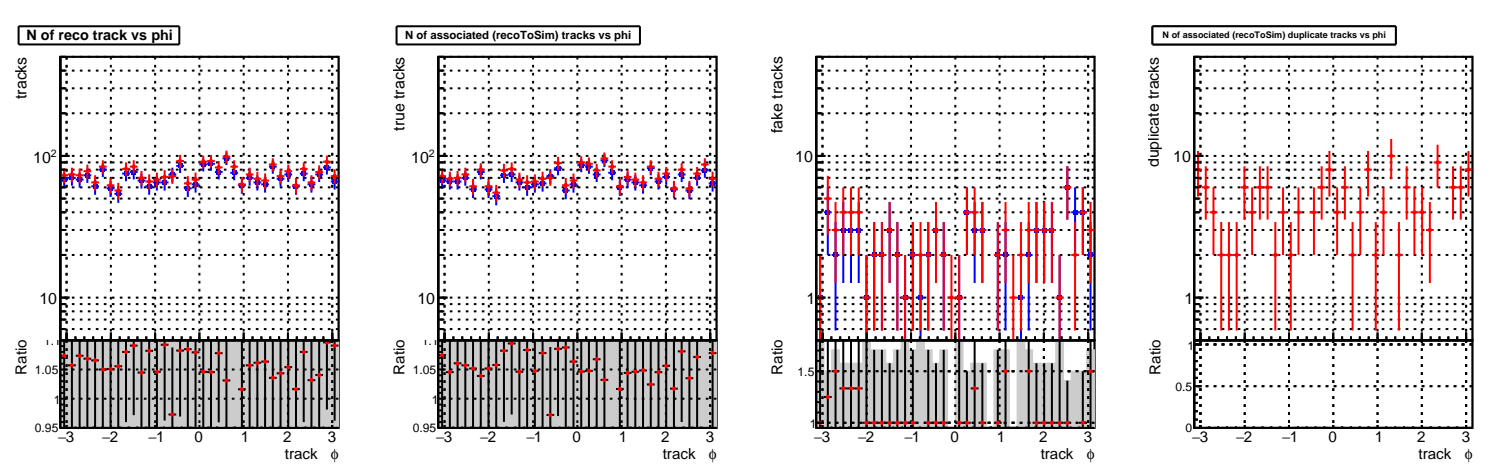 N of reco track vs phi
tracks
10²
10
Ratio
1.1
1.05
1
0.95
−3 −2 −1 0 1 2 3
track ϕ
N of associated (recoToSim) tracks vs phi
true tracks
10²
10
Ratio
1.1
1.05
1
0.95
−3 −2 −1 0 1 2 3
track ϕ
fake tracks
10
1
Ratio
1.5
1
−3 −2 −1 0 1 2 3
track ϕ
N of associated (recoToSim) duplicate tracks vs phi
duplicate tracks
10
1
Ratio
1
0.5
0
−3 −2 −1 0 1 2 3
track ϕ